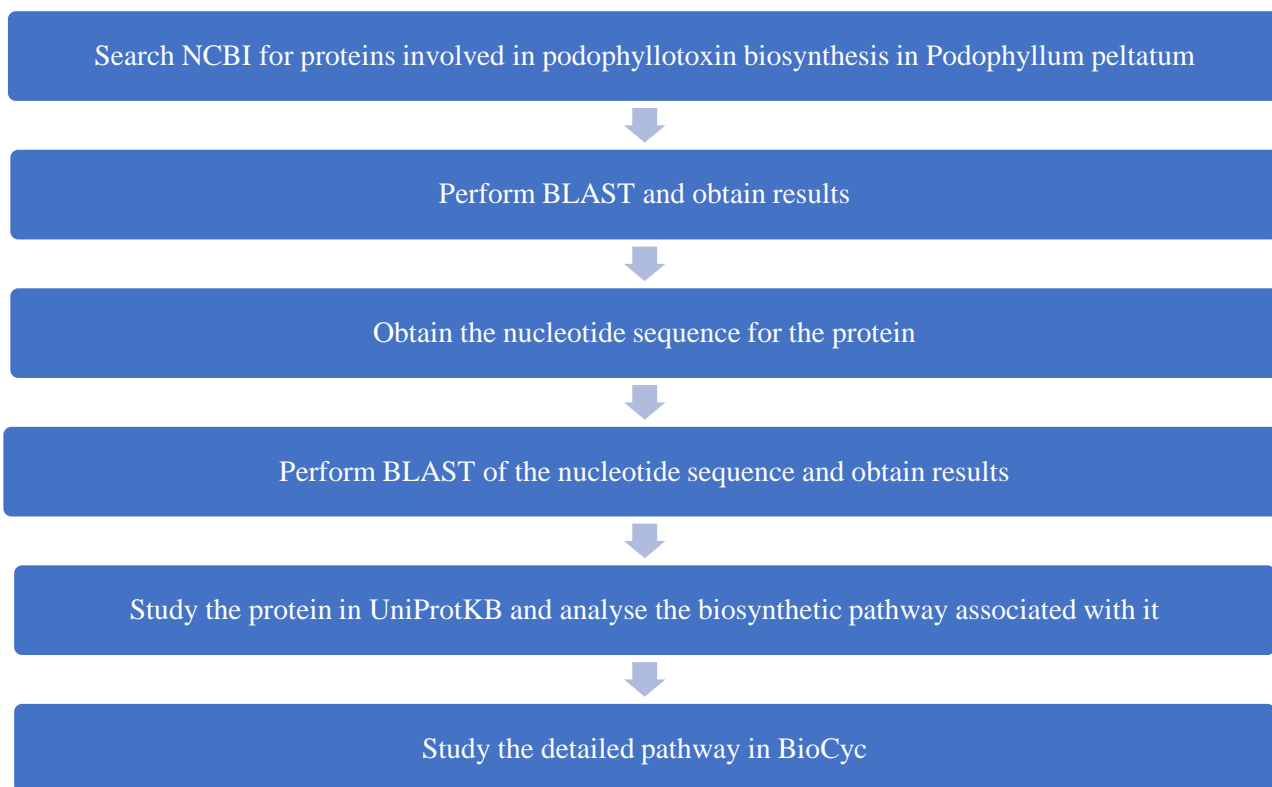 Search NCBI for proteins involved in podophyllotoxin biosynthesis in Podophyllum peltatum
Perform BLAST and obtain results
Obtain the nucleotide sequence for the protein
Perform BLAST of the nucleotide sequence and obtain results
Study the protein in UniProtKB and analyse the biosynthetic pathway associated with it
Study the detailed pathway in BioCyc